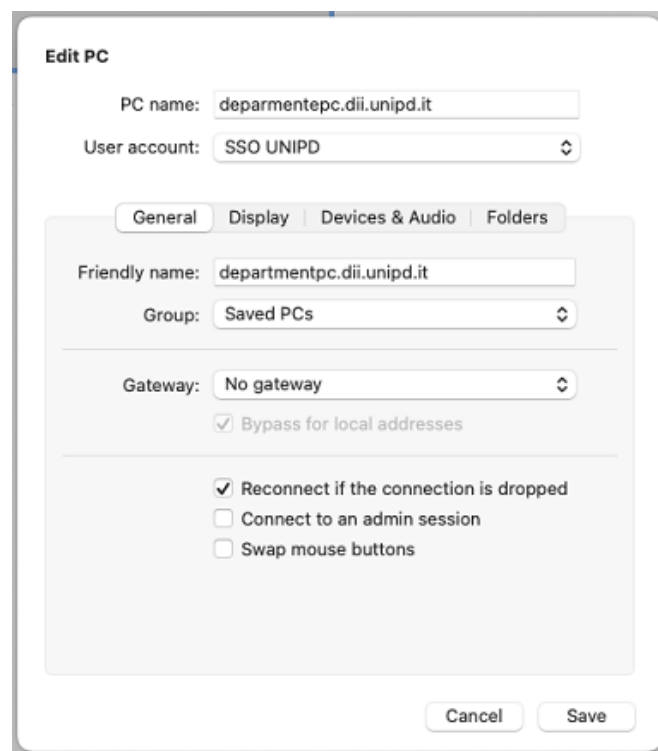 Edit PC
PC name: deparmentepc.dii.unipd.it
User account: SSO UNIPD
General Display Devices & Audio Folders
Friendly name: departmentpc.dii.unipd.it
Group: Saved PCs
Gateway: No gateway
Bypass for local addresses
Reconnect if the connection is dropped
Connect to an admin session
Swap mouse buttons
Cancel Save